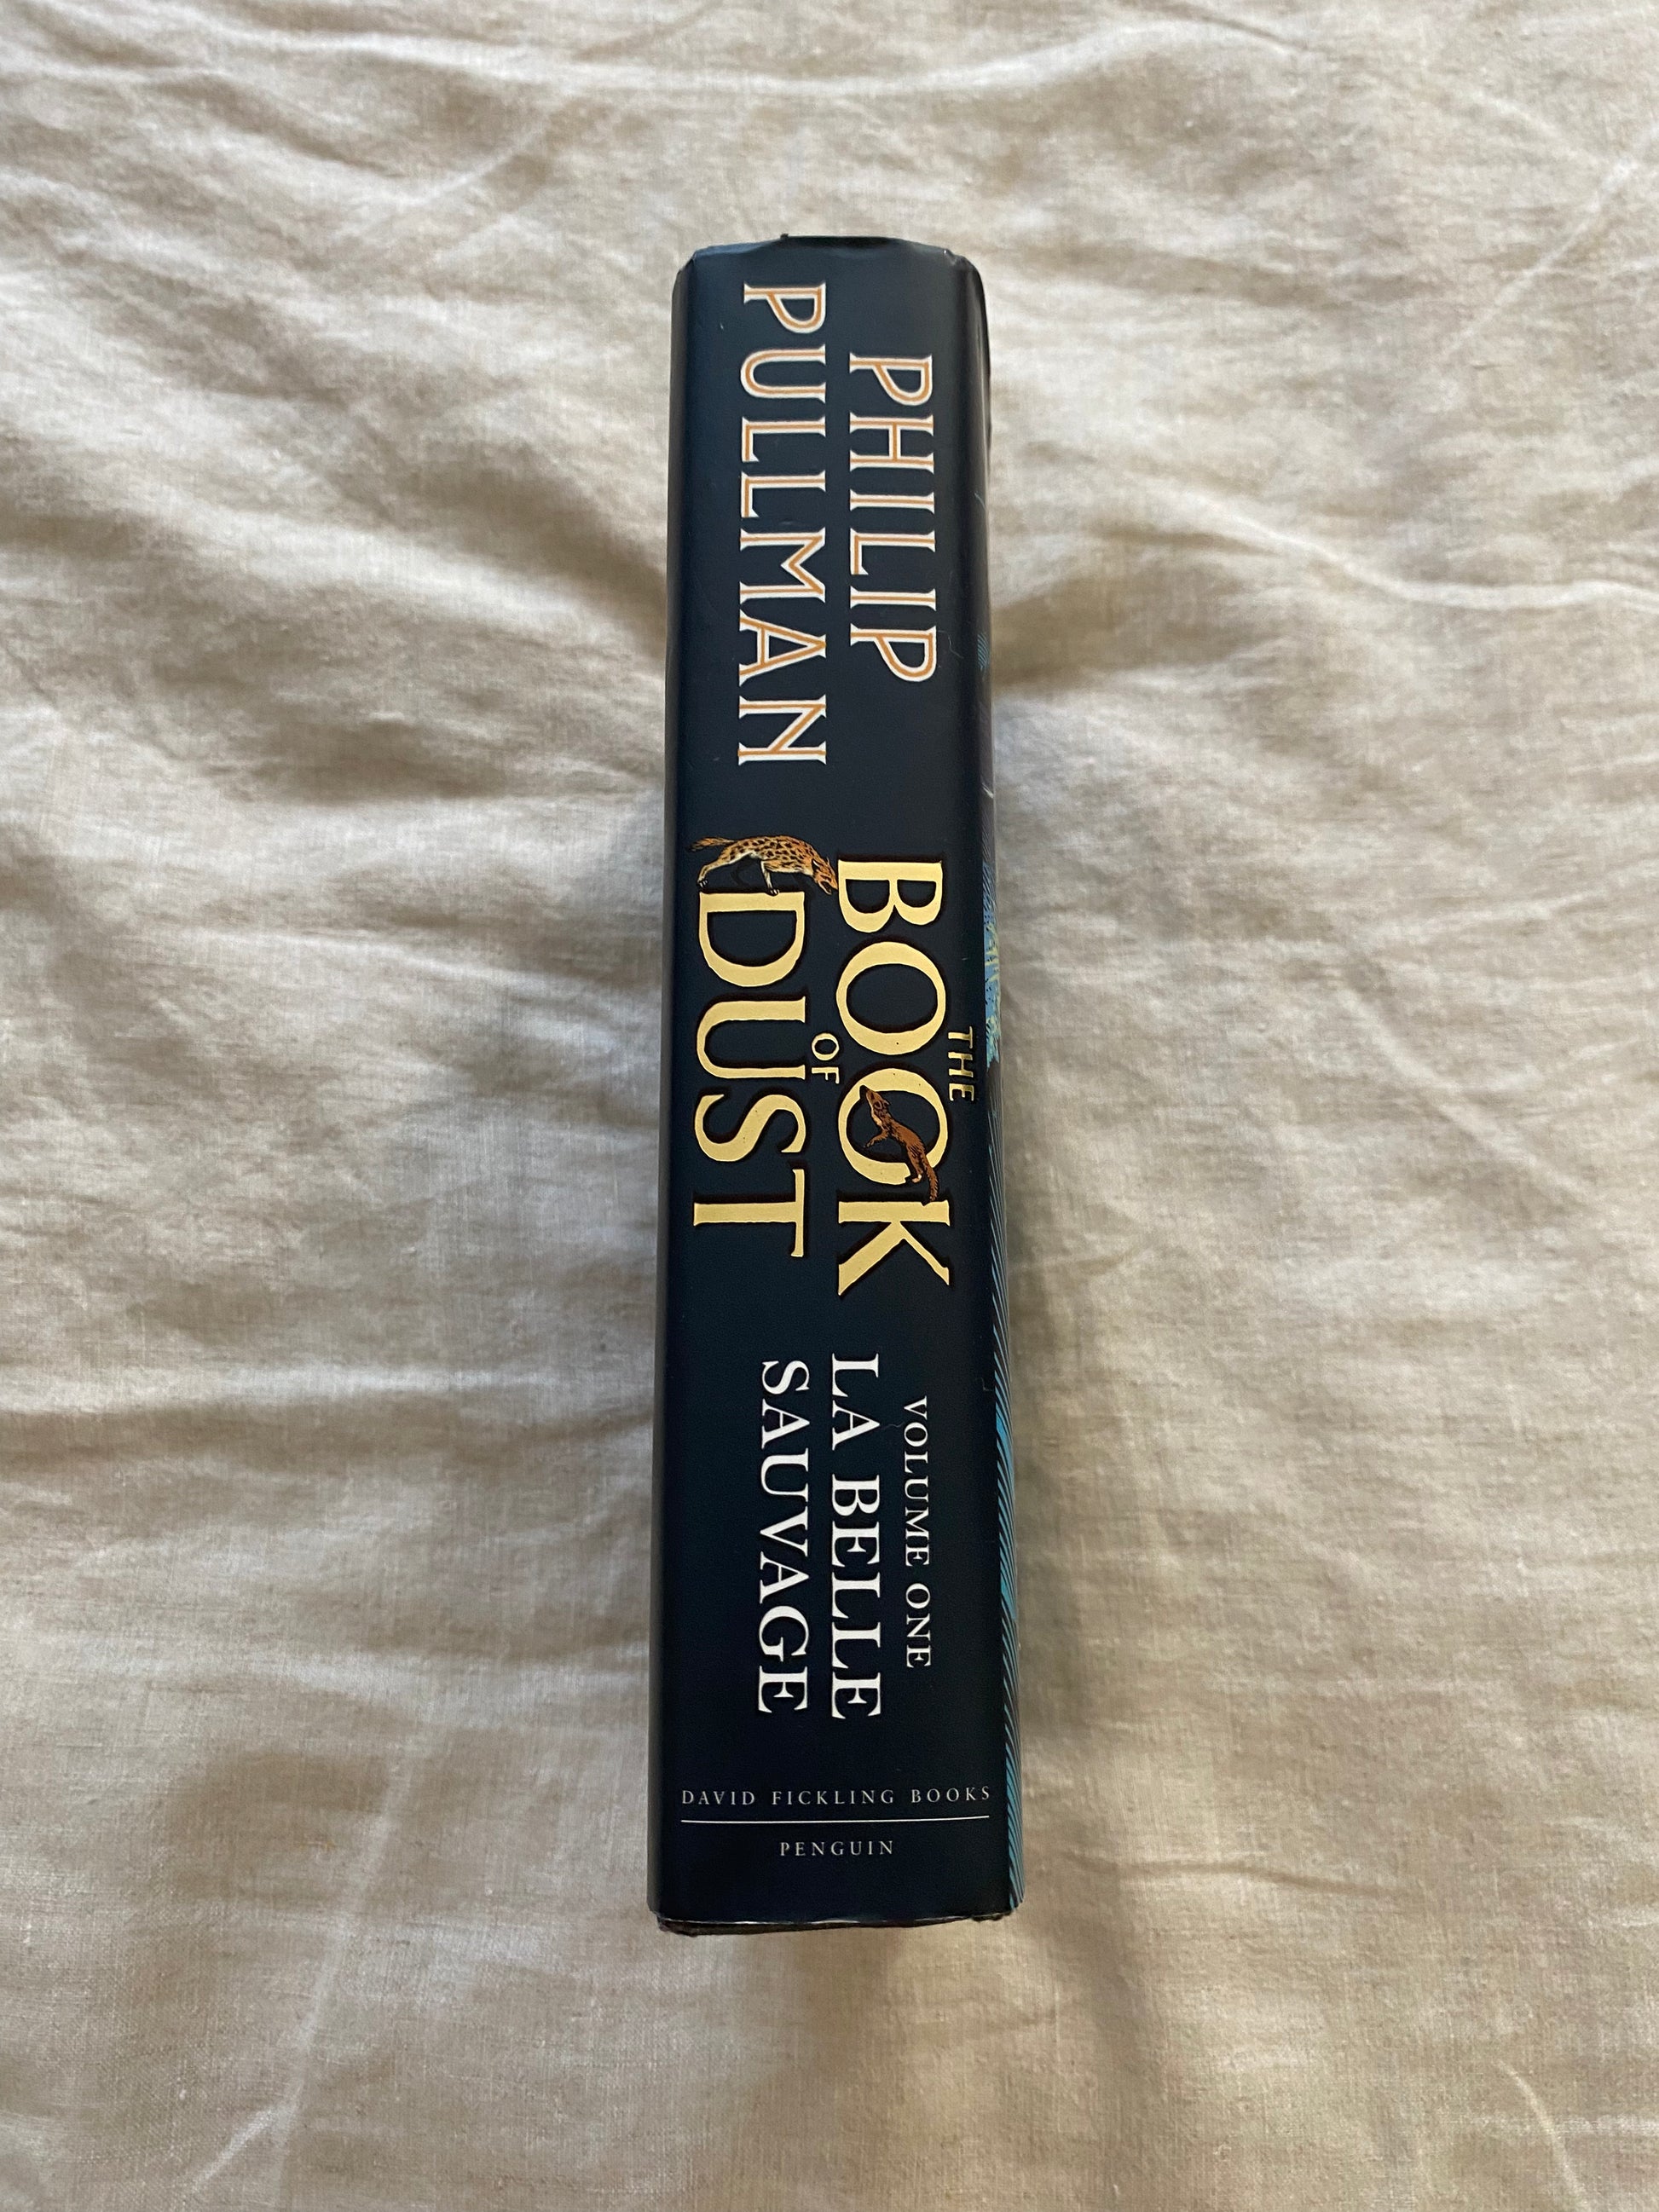 PHILIP
PULLMAN
THE
BOOK
OF
DUST
VOLUME ONE
LA BELLE
SAUVAGE
DAVID FICKLING BOOKS
PENGUIN